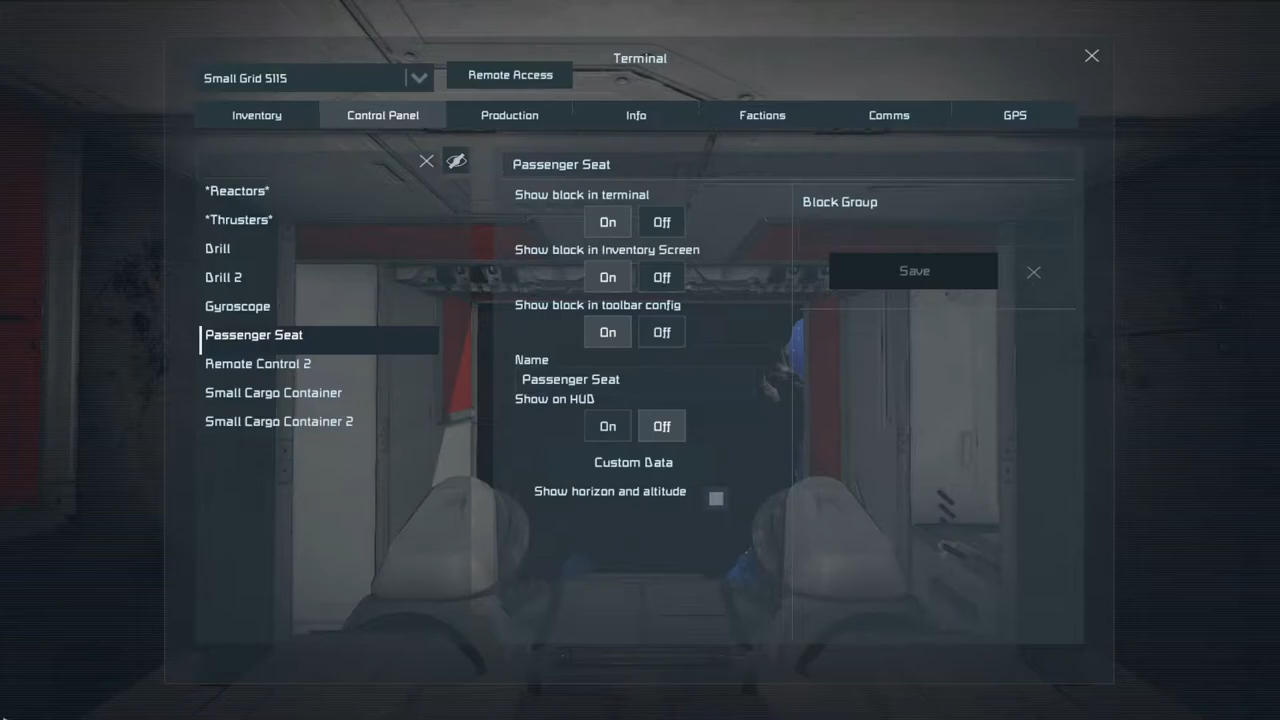 Terminal
Small Grid 5115
Remote Access
Inventory
Control Panel
Production
Info
Factions
Comms
GPS
*Reactors*
*Thrusters*
Drill
Drill 2
Gyroscope
Passenger Seat
Remote Control 2
Small Cargo Container
Small Cargo Container 2
Passenger Seat
Show block in terminal
On Off
Show block in Inventory Screen
On Off
Show block in toolbar config
On Off
Name
Passenger Seat
Show on HUD
On Off
Custom Data
Show horizon and altitude
Block Group
Save